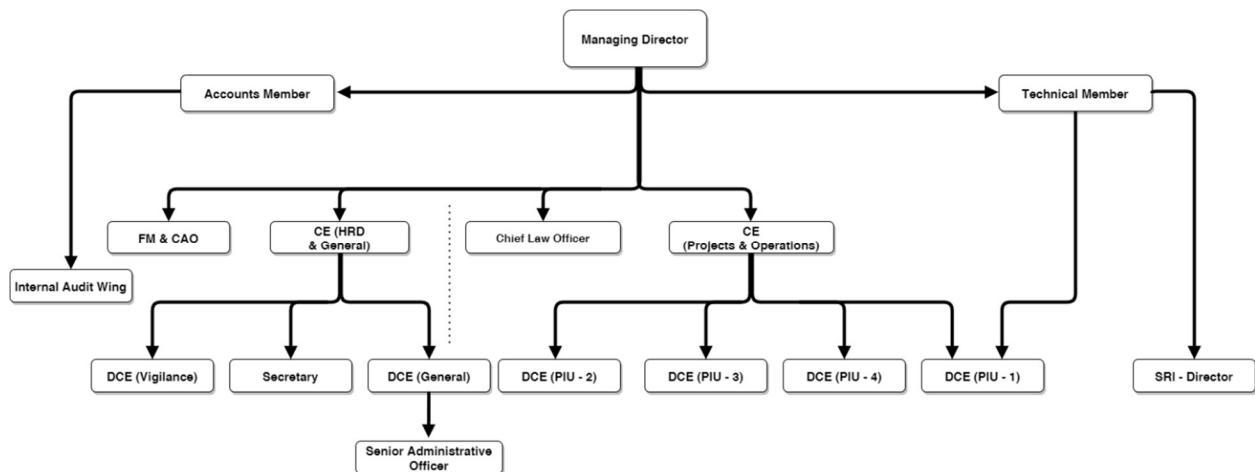 Managing Director
Accounts Member
Technical Member
FM & CAO
CE (HRD
& General)
Chief Law Officer
CE
(Projects & Operations)
Internal Audit Wing
DCE (Vigilance)
Secretary
DCE (General)
DCE (PIU - 2)
DCE (PIU - 3)
DCE (PIU - 4)
DCE (PIU - 1)
SRI - Director
Senior Administrative
Officer